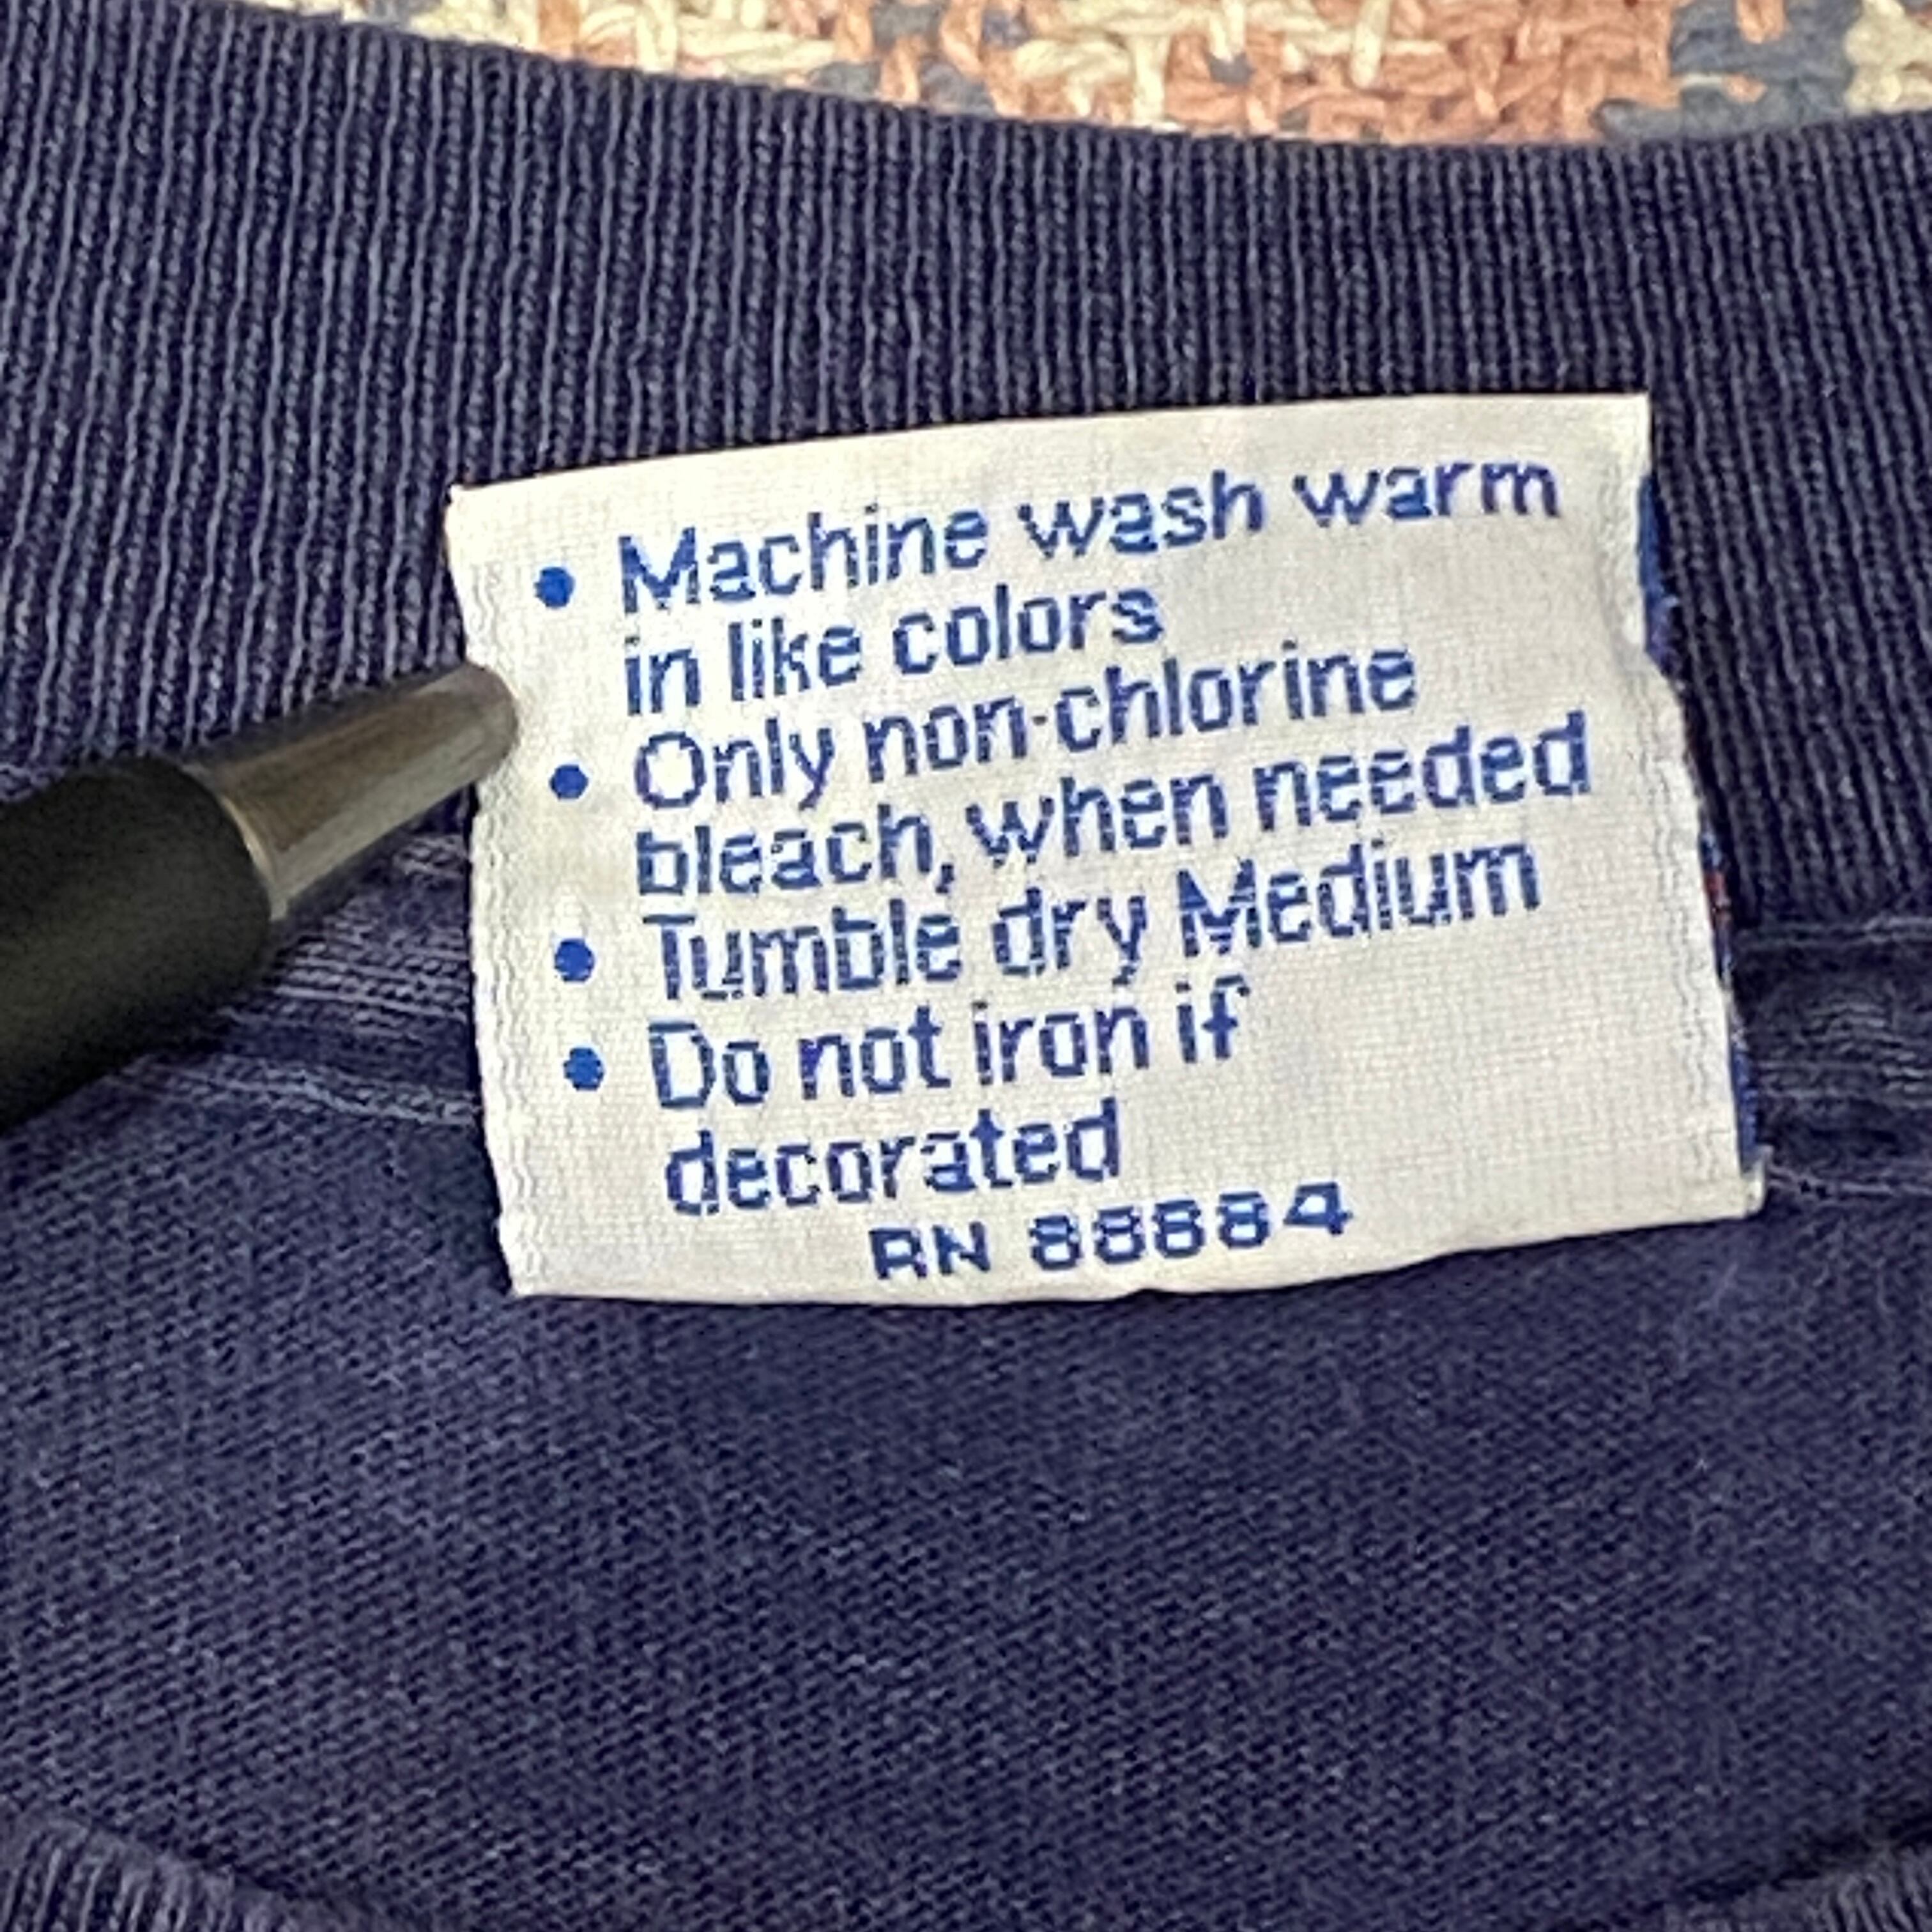 • Machine wash warm
in like colors
• Only non-chlorine
bleach, when needed
• Tumble dry Medium
• Do not iron if
decorated
RN 88884